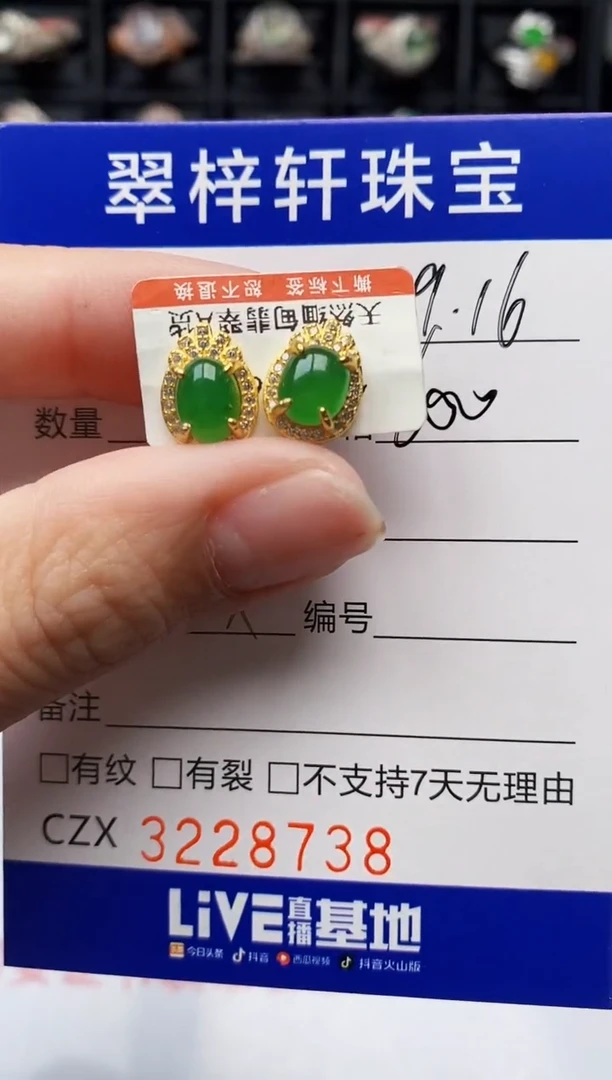 翠梓轩珠宝
撕下标签 恕不退换
天然缅甸翡翠A货
9.16
数量
编号
备注
□有纹 □有裂 □不支持7天无理由
CZX 3228738
LiVE直播基地
今日头条 抖音 西瓜视频 抖音火山版